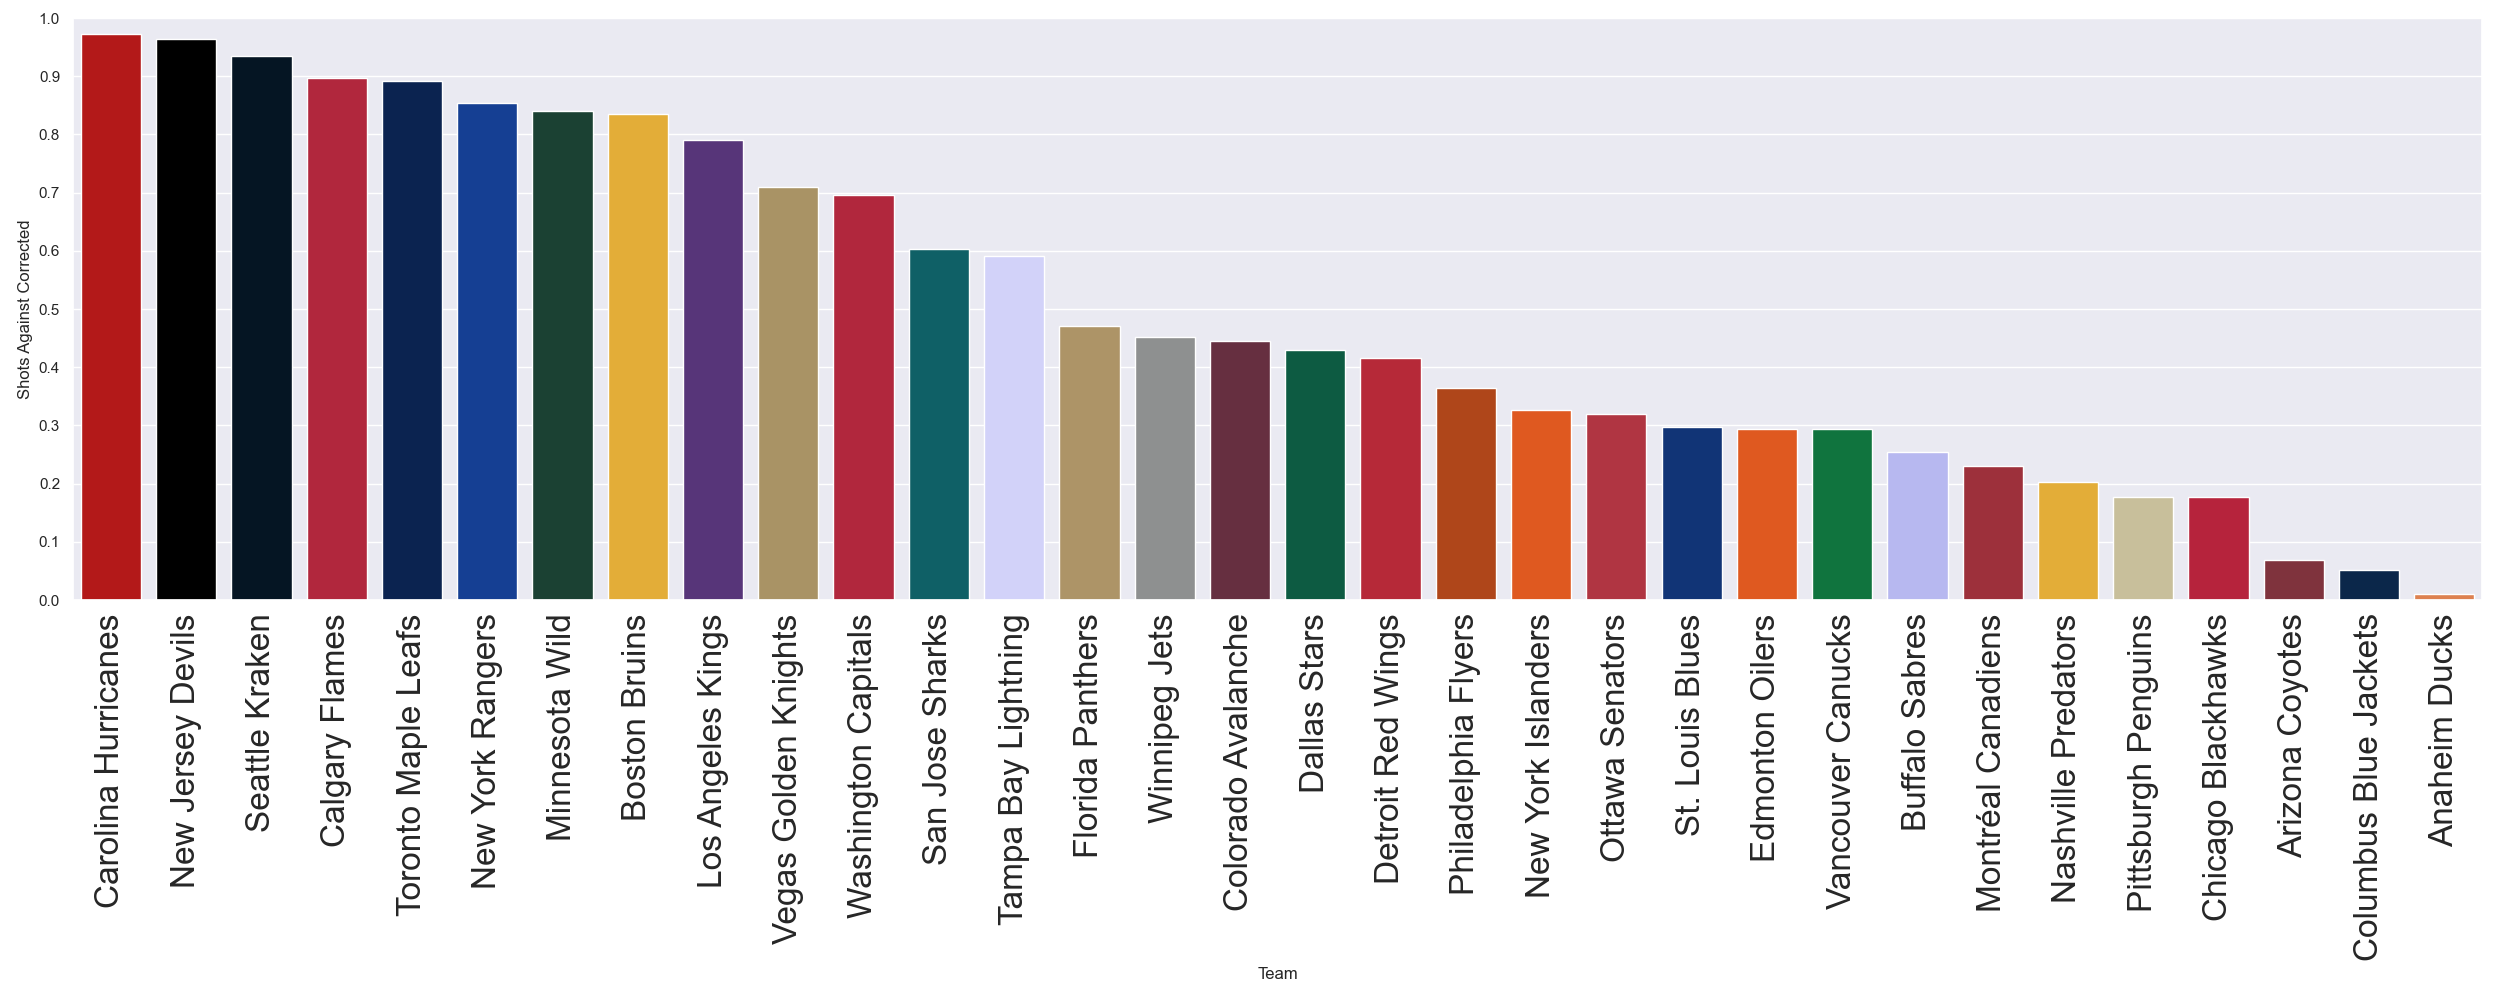 1.0
0.9
0.8
0.7
0.6
0.5
0.4
0.3
0.2
0.1
0.0
Shots Against Corrected
Carolina Hurricanes
New Jersey Devils
Seattle Kraken
Calgary Flames
Toronto Maple Leafs
New York Rangers
Minnesota Wild
Boston Bruins
Los Angeles Kings
Vegas Golden Knights
Washington Capitals
San Jose Sharks
Tampa Bay Lightning
Florida Panthers
Winnipeg Jets
Colorado Avalanche
Dallas Stars
Detroit Red Wings
Philadelphia Flyers
New York Islanders
Ottawa Senators
St. Louis Blues
Edmonton Oilers
Vancouver Canucks
Buffalo Sabres
Montréal Canadiens
Nashville Predators
Pittsburgh Penguins
Chicago Blackhawks
Arizona Coyotes
Columbus Blue Jackets
Anaheim Ducks
Team